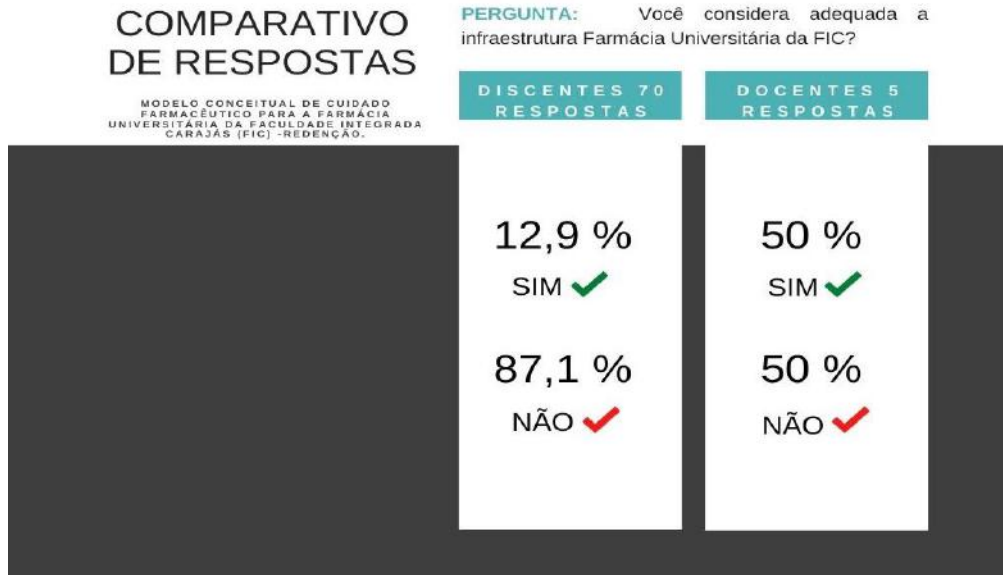 COMPARATIVO
DE RESPOSTAS
MODELO CONCEITUAL DE CUIDADO
FARMACÊUTICO PARA A FARMÁCIA
UNIVERSITÁRIA DA FACULDADE INTEGRADA
CARAJÁS (FIC) -REDENÇÃO.
PERGUNTA: Você considera adequada a
infraestrutura Farmácia Universitária da FIC?
DISCENTES 70
RESPOSTAS
12,9 %
SIM
87,1 %
NÃO
DOCENTES 5
RESPOSTAS
50 %
SIM
50 %
NÃO